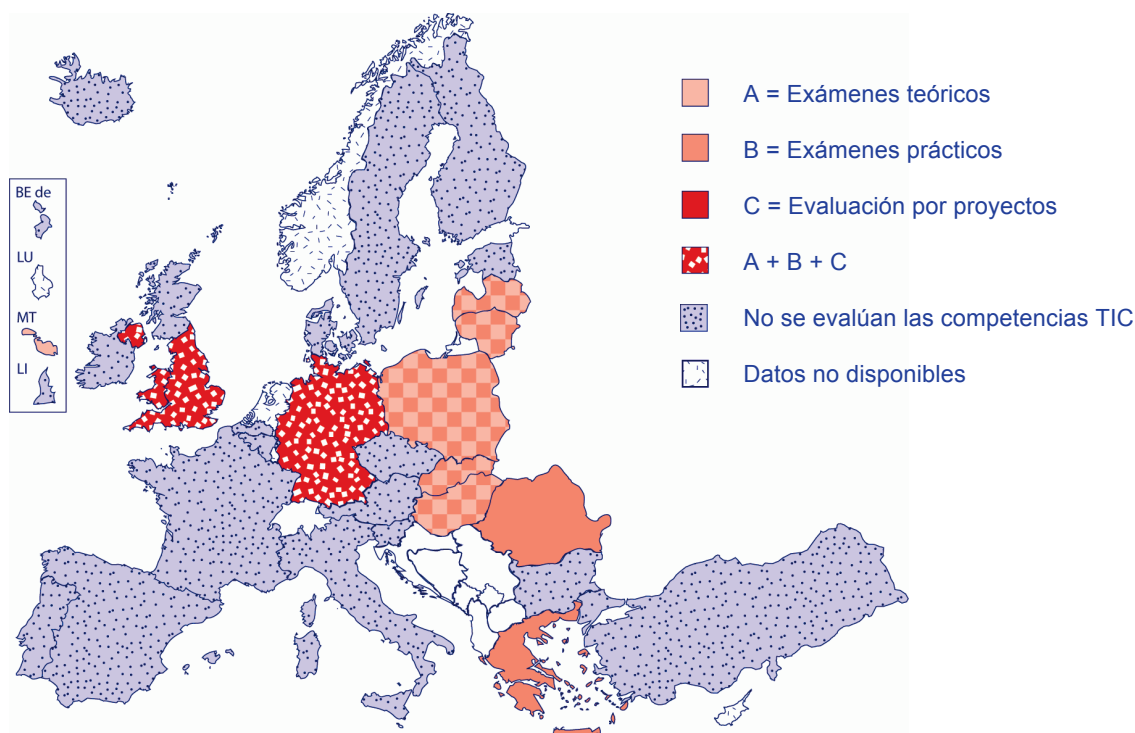 BE de
LU
MT
LI
A = Exámenes teóricos
B = Exámenes prácticos
C = Evaluación por proyectos
A + B + C
No se evalúan las competencias TIC
Datos no disponibles